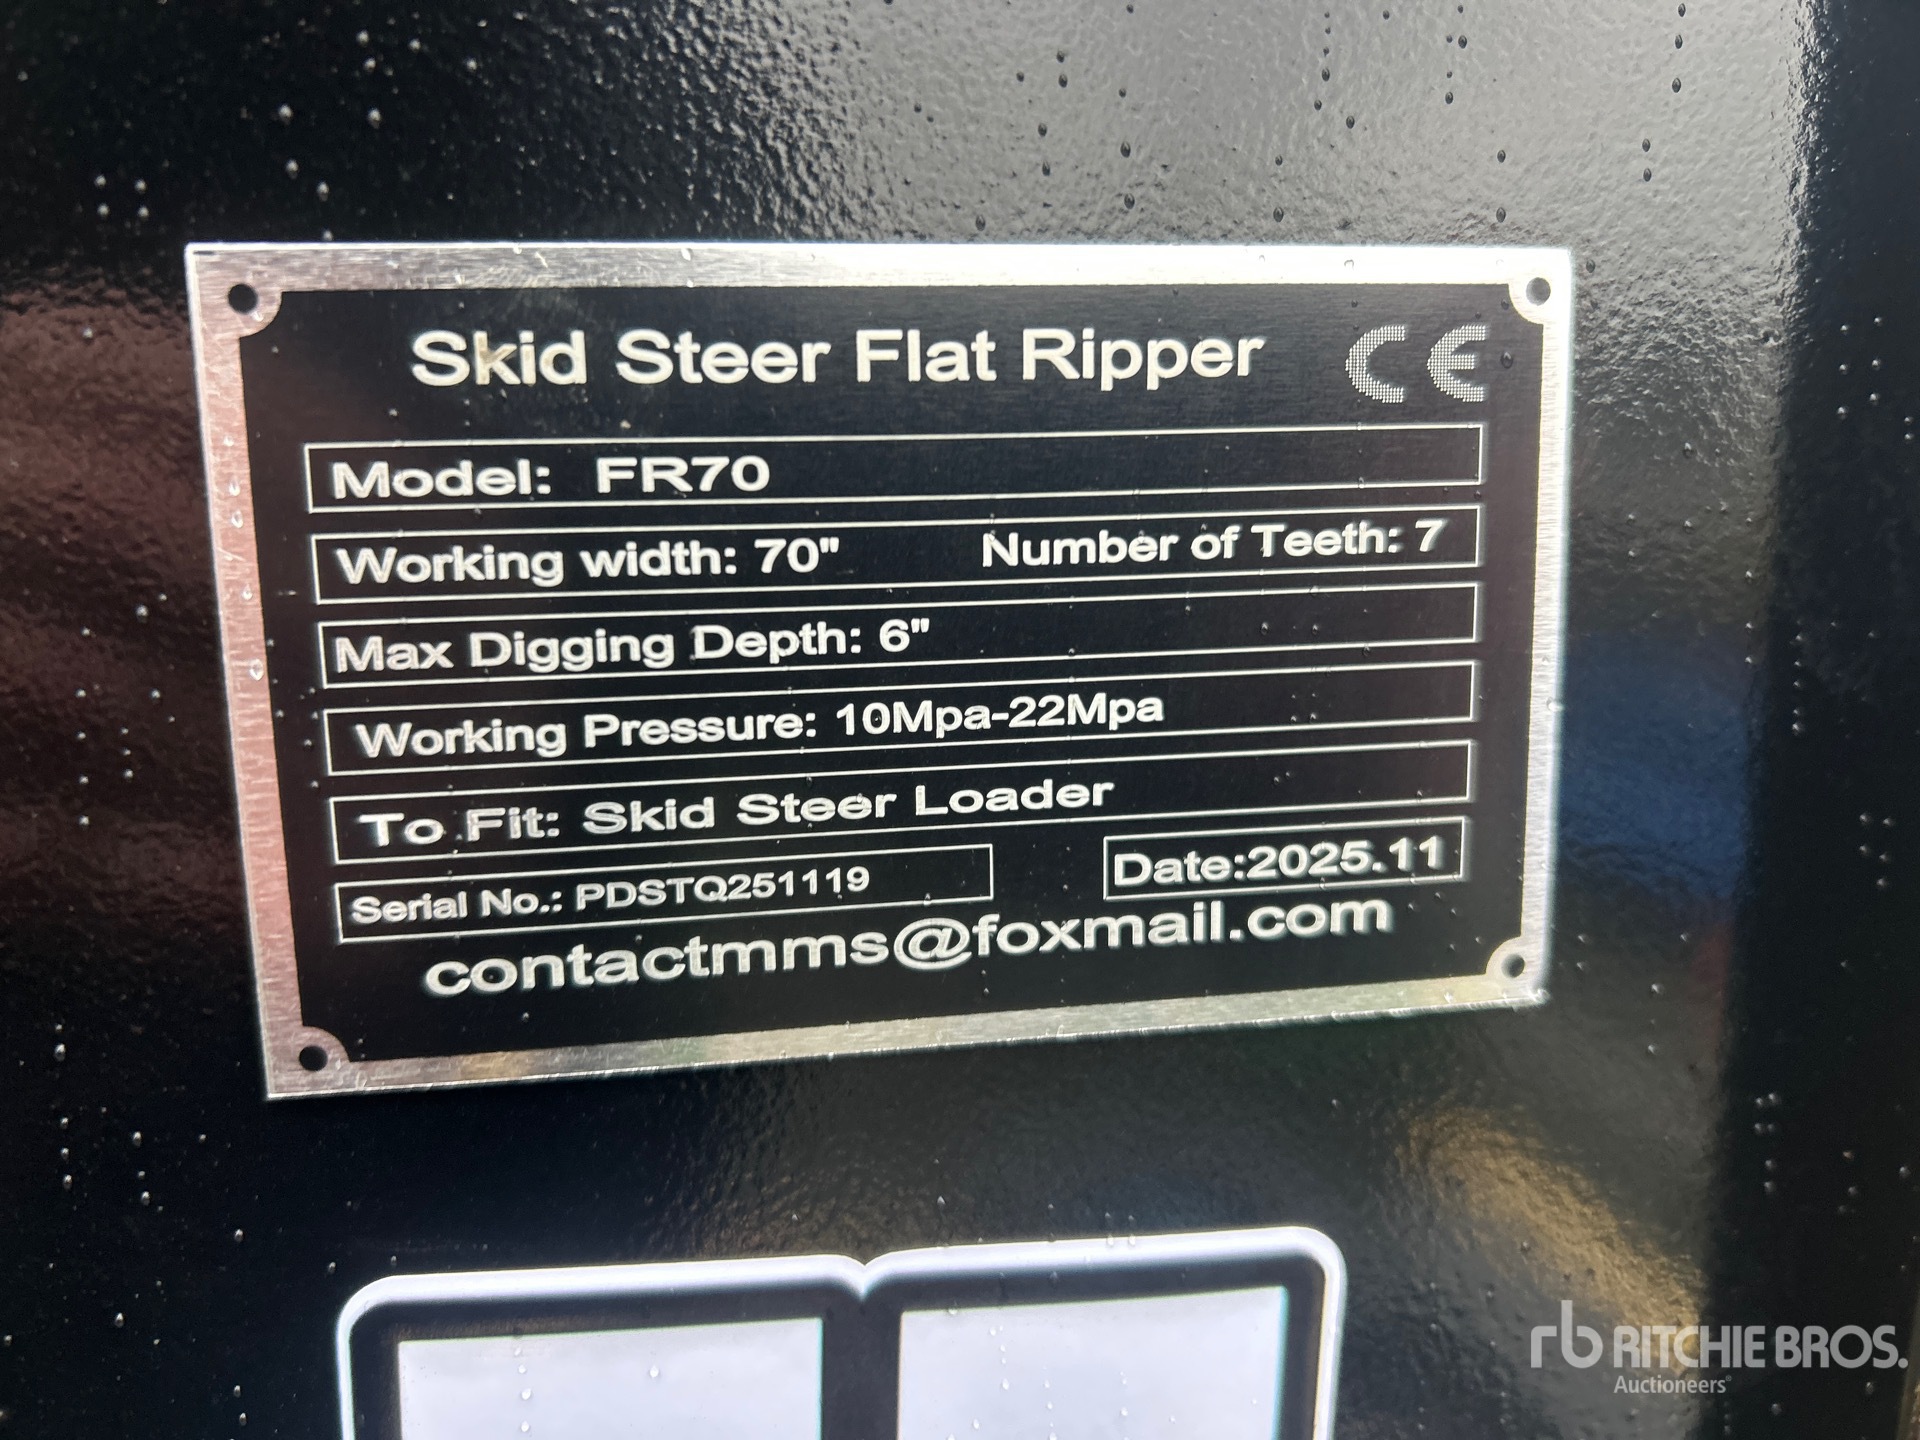 Skid Steer Flat Ripper CE
Model: FR70
Working width: 70" Number of Teeth: 7
Max Digging Depth: 6"
Working Pressure: 10Mpa-22Mpa
To Fit: Skid Steer Loader
Serial No.: PDSTQ251119 Date:2025.11
contactmms@foxmail.com
rb RITCHIE BROS.
Auctioneers